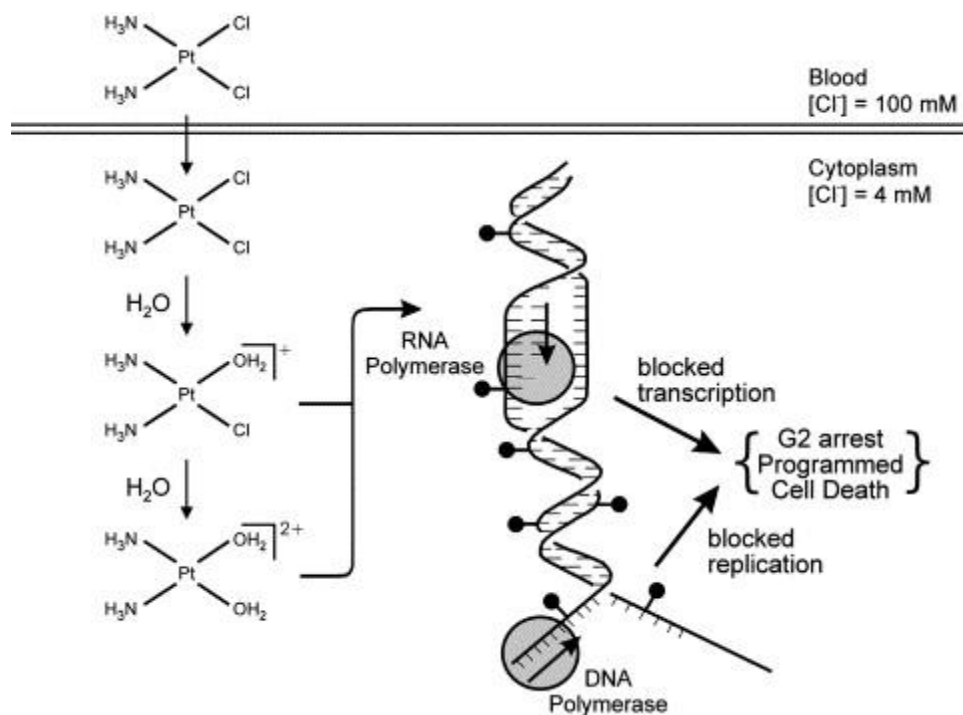 H₃N Cl
Pt
H₃N Cl
Blood
[Cl⁻] = 100 mM
H₃N Cl
Pt
H₃N Cl
Cytoplasm
[Cl⁻] = 4 mM
H₂O
H₃N OH₂ +
Pt
H₃N Cl
H₂O
H₃N OH₂ 2+
Pt
H₃N OH₂
RNA
Polymerase
blocked
transcription
G2 arrest
Programmed
Cell Death
blocked
replication
DNA
Polymerase